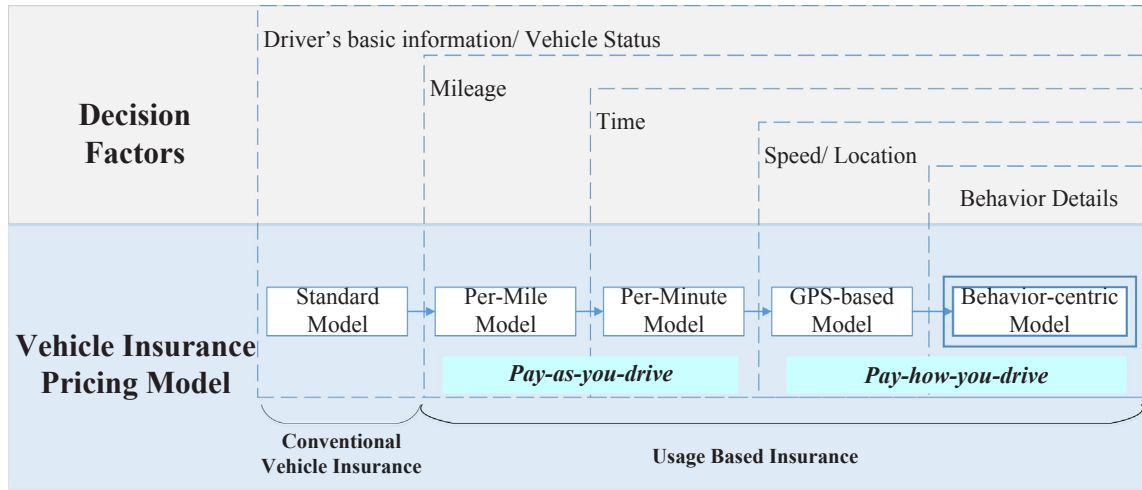 Driver's basic information/ Vehicle Status
Mileage
Time
Speed/ Location
Behavior Details
Decision
Factors
Standard
Model
Per-Mile
Model
Per-Minute
Model
GPS-based
Model
Behavior-centric
Model
Vehicle Insurance
Pricing Model
Pay-as-you-drive
Pay-how-you-drive
Conventional
Vehicle Insurance
Usage Based Insurance